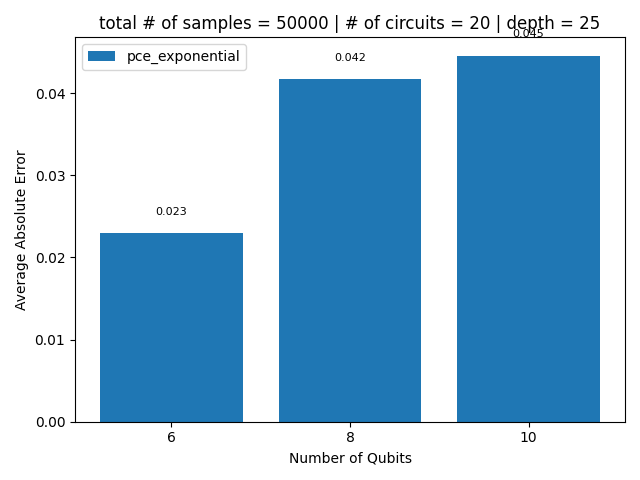 total # of samples = 50000 | # of circuits = 20 | depth = 25
pce_exponential
0.023
0.042
0.045
Average Absolute Error
0.04
0.03
0.02
0.01
0.00
6
8
10
Number of Qubits